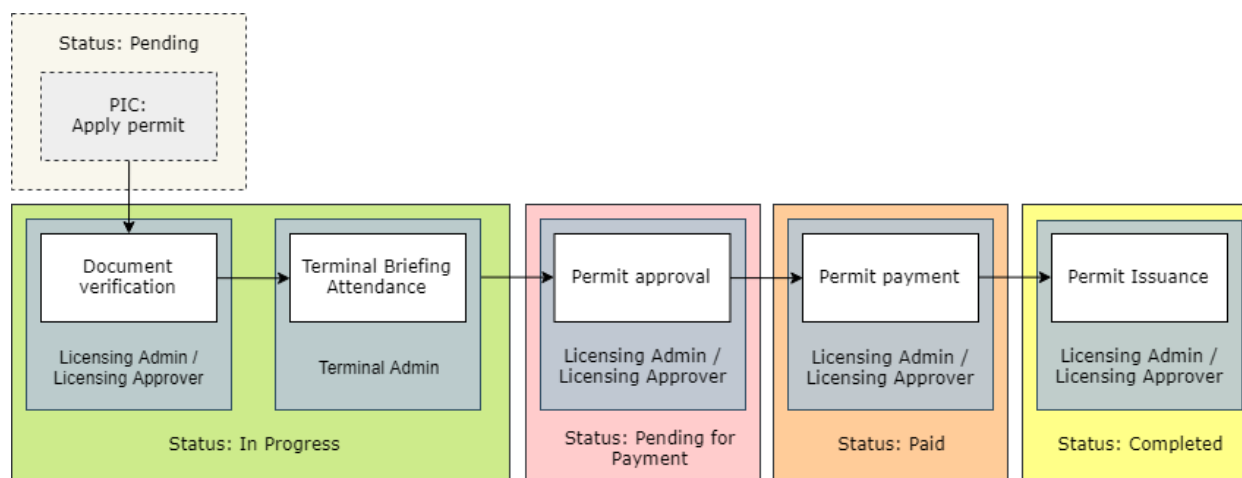 Status: Pending
PIC:
Apply permit
Document
verification
Licensing Admin /
Licensing Approver
Terminal Briefing
Attendance
Terminal Admin
Status: In Progress
Permit approval
Licensing Admin /
Licensing Approver
Status: Pending for
Payment
Permit payment
Licensing Admin /
Licensing Approver
Status: Paid
Permit Issuance
Licensing Admin /
Licensing Approver
Status: Completed